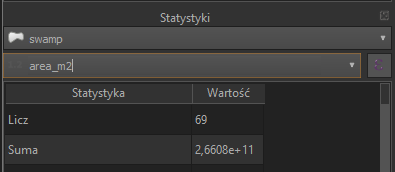 Statystyki
swamp
area_m2
Statystyka Wartość
Licz 69
Suma 2,6608e+11